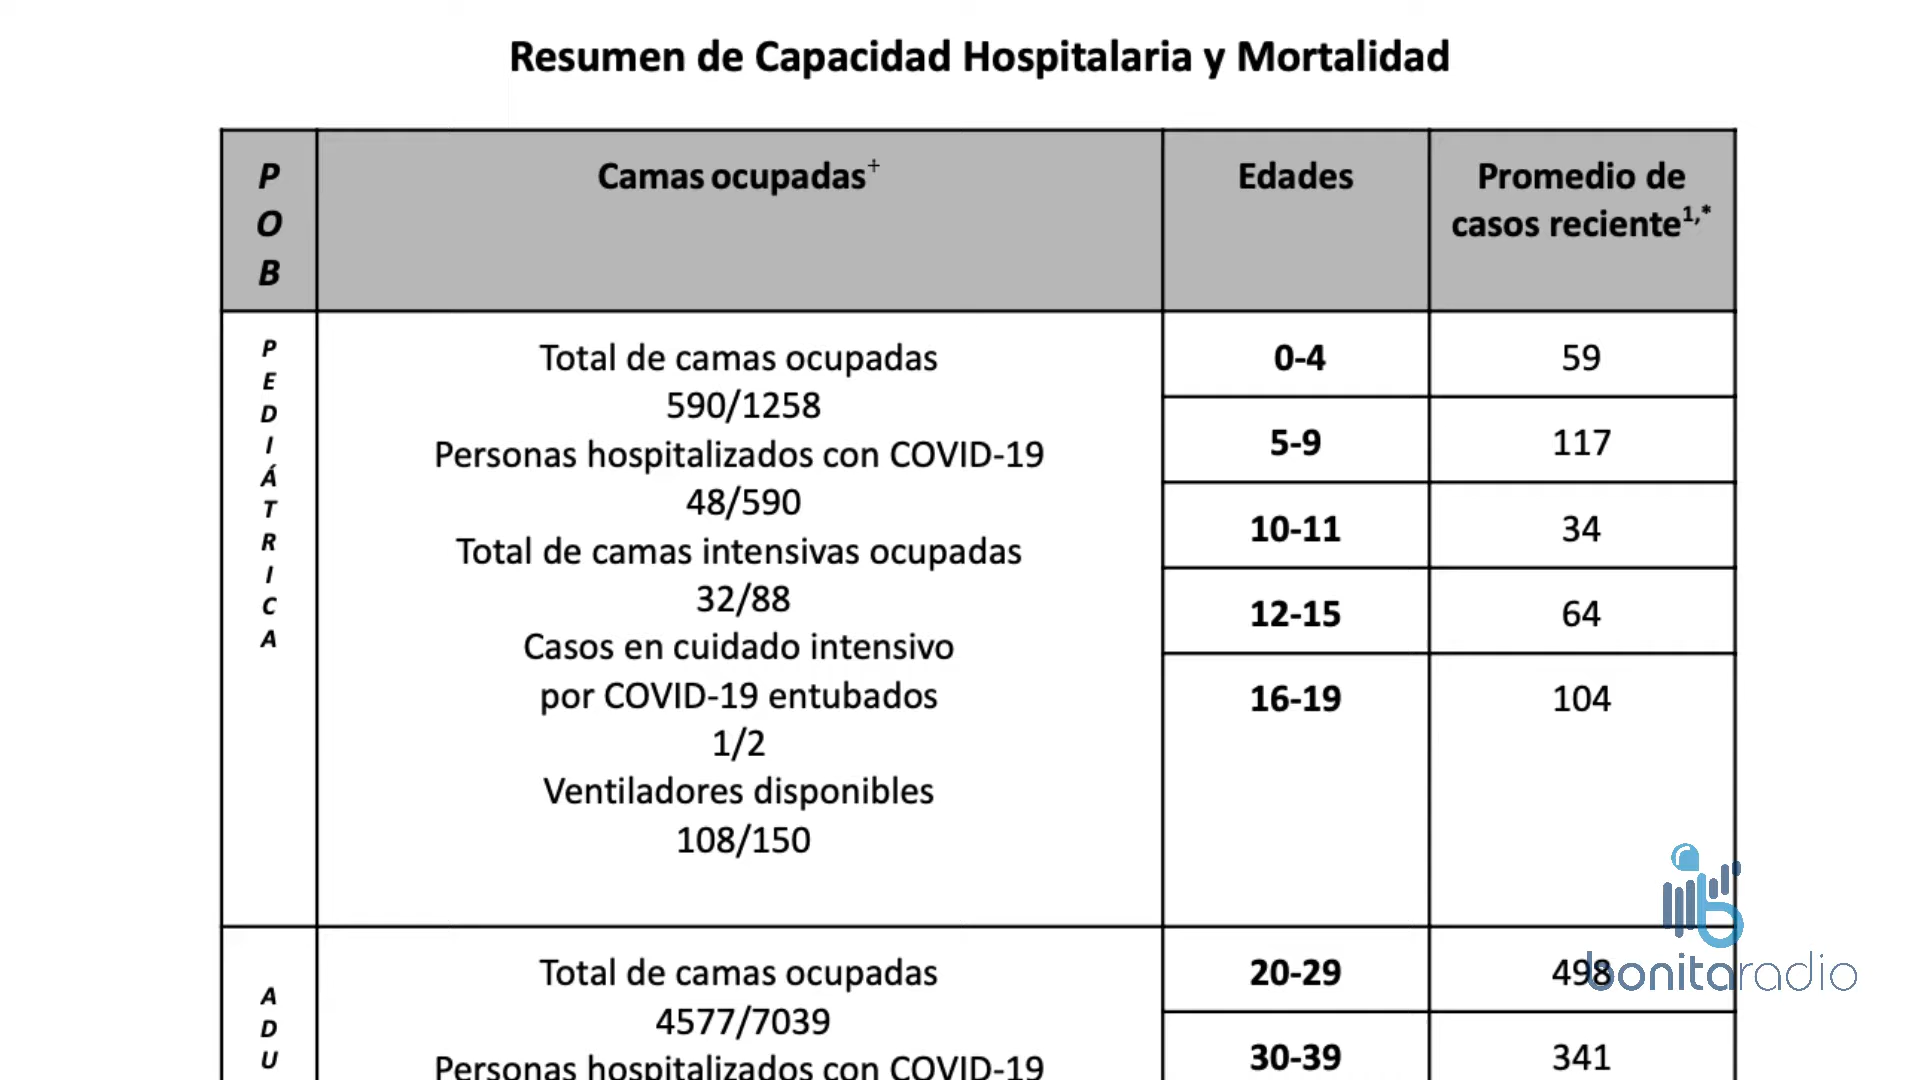 Resumen de Capacidad Hospitalaria y Mortalidad
POB
Camas ocupadas+
Edades
Promedio de
casos reciente1,*
PEDIÁTRICA
Total de camas ocupadas
590/1258
Personas hospitalizados con COVID-19
48/590
Total de camas intensivas ocupadas
32/88
Casos en cuidado intensivo
por COVID-19 entubados
1/2
Ventiladores disponibles
108/150
0-4 59
5-9 117
10-11 34
12-15 64
16-19 104
ADU
Total de camas ocupadas
4577/7039
Personas hospitalizados con COVID-19
20-29 498
30-39 341
bonitaradio